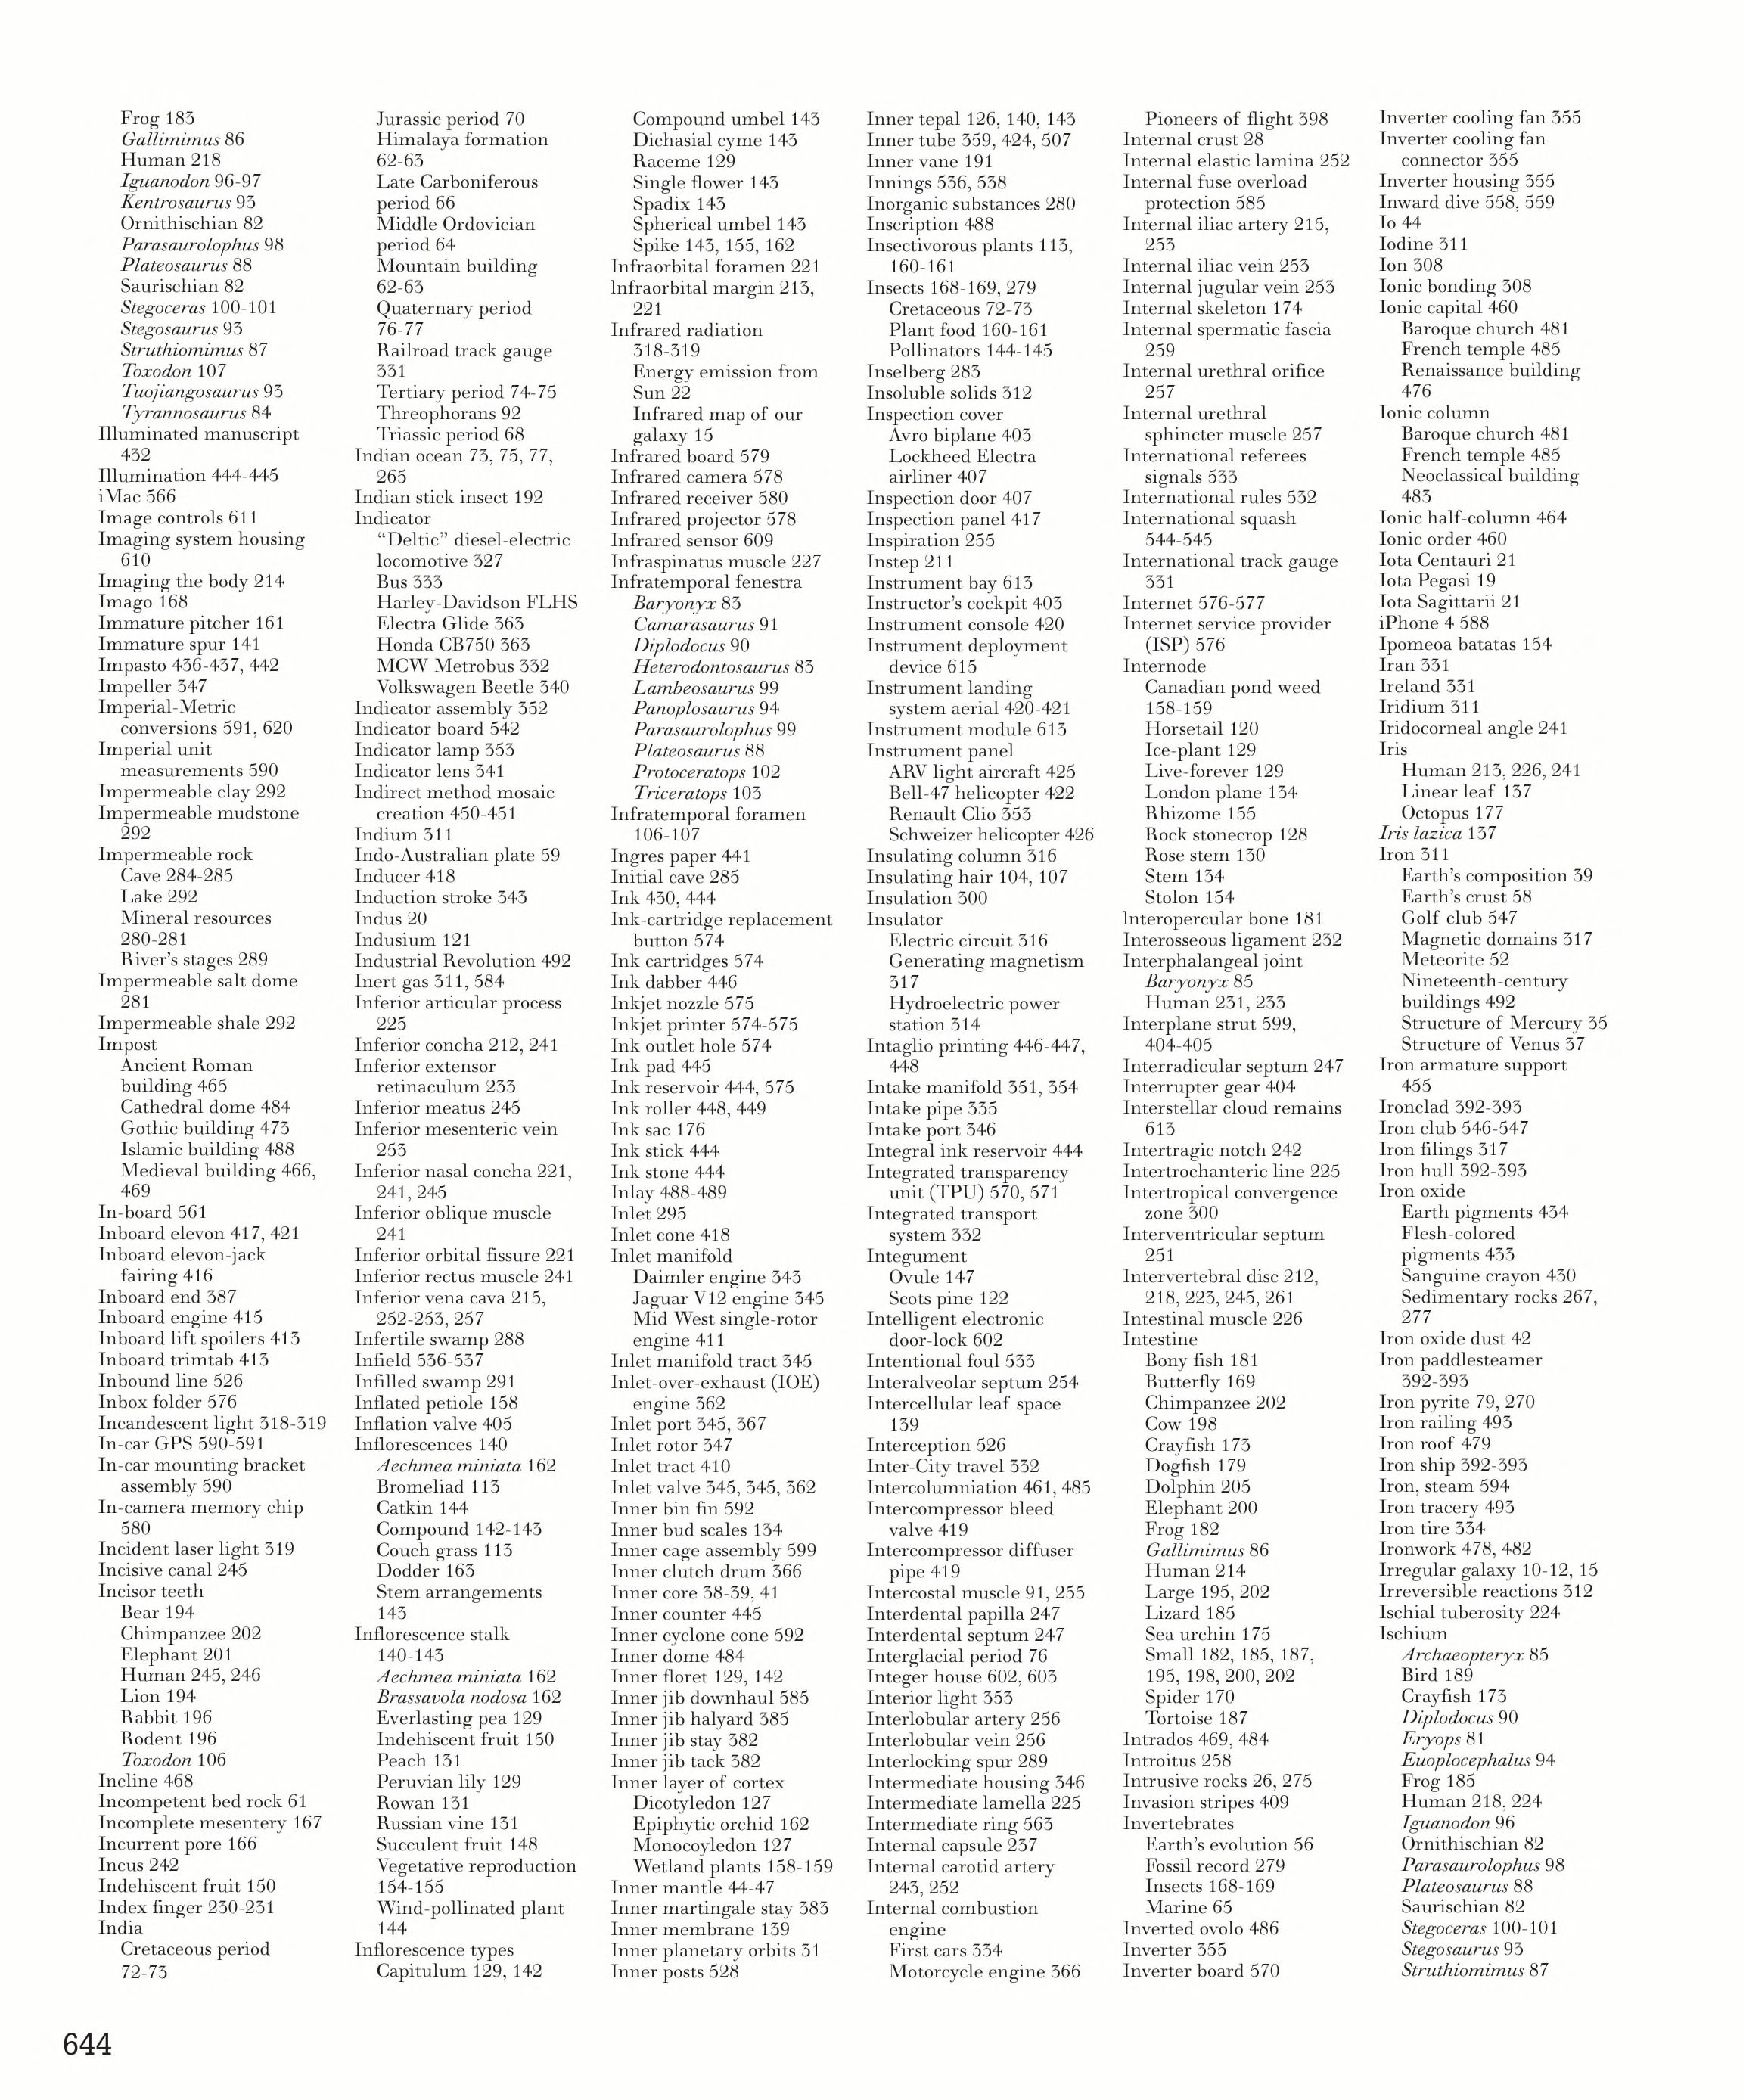 Frog 183
Gallimimus 86
Human 218
Iguanodon 96-97
Kentrosaurus 93
Ornithischian 82
Parasaurolophus 98
Plateosaurus 88
Saurischian 82
Stegoceras 100-101
Stegosaurus 93
Struthiomimus 87
Toxodon 107
Tuojiangosaurus 93
Tyrannosaurus 84
Illuminated manuscript
432
Illumination 444-445
iMac 566
Image controls 611
Imaging system housing
610
Imaging the body 214
Imago 168
Immature pitcher 161
Immature spur 141
Impasto 436-437, 442
Impeller 347
Imperial-Metric
conversions 591, 620
Imperial unit
measurements 590
Impermeable clay 292
Impermeable mudstone
292
Impermeable rock
Cave 284-285
Lake 292
Mineral resources
280-281
River's stages 289
Impermeable salt dome
281
Impermeable shale 292
Impost
Ancient Roman
building 465
Cathedral dome 484
Gothic building 473
Islamic building 488
Medieval building 466,
469
In-board 561
Inboard elevon 417, 421
Inboard elevon-jack
fairing 416
Inboard end 387
Inboard engine 415
Inboard lift spoilers 413
Inboard trimtab 413
Inbound line 526
Inbox folder 576
Incandescent light 318-319
In-car GPS 590-591
In-car mounting bracket
assembly 590
In-camera memory chip
580
Incident laser light 319
Incisive canal 245
Incisor teeth
Bear 194
Chimpanzee 202
Elephant 201
Human 245, 246
Lion 194
Rabbit 196
Rodent 196
Toxodon 106
Incline 468
Incompetent bed rock 61
Incomplete mesentery 167
Incurrent pore 166
Incus 242
Indehiscent fruit 150
Index finger 230-231
India
Cretaceous period
72-73
Jurassic period 70
Himalaya formation
62-63
Late Carboniferous
period 66
Middle Ordovician
period 64
Mountain building
62-63
Quaternary period
76-77
Railroad track gauge
331
Tertiary period 74-75
Threophorans 92
Triassic period 68
Indian ocean 73, 75, 77,
265
Indian stick insect 192
Indicator
“Deltic” diesel-electric
locomotive 327
Bus 333
Harley-Davidson FLHS
Electra Glide 363
Honda CB750 363
MCW Metrobus 332
Volkswagen Beetle 340
Indicator assembly 352
Indicator board 542
Indicator lamp 353
Indicator lens 341
Indirect method mosaic
creation 450-451
Indium 311
Indo-Australian plate 59
Inducer 418
Induction stroke 343
Indus 20
Indusium 121
Industrial Revolution 492
Inert gas 311, 584
Inferior articular process
225
Inferior concha 212, 241
Inferior extensor
retinaculum 233
Inferior meatus 245
Inferior mesenteric vein
253
Inferior nasal concha 221,
241, 245
Inferior oblique muscle
241
Inferior orbital fissure 221
Inferior rectus muscle 241
Inferior vena cava 215,
252-253, 257
Infertile swamp 288
Infield 536-537
Infilled swamp 291
Inflated petiole 158
Inflation valve 405
Inflorescences 140
Aechmea miniata 162
Bromeliad 113
Catkin 144
Compound 142-143
Couch grass 113
Dodder 163
Stem arrangements
143
Inflorescence stalk
140-143
Aechmea miniata 162
Brassavola nodosa 162
Everlasting pea 129
Indehiscent fruit 150
Peach 131
Peruvian lily 129
Rowan 131
Russian vine 131
Succulent fruit 148
Vegetative reproduction
154-155
Wind-pollinated plant
144
Inflorescence types
Capitulum 129, 142
Compound umbel 143
Dichasial cyme 143
Raceme 129
Single flower 143
Spadix 143
Spherical umbel 143
Spike 143, 155, 162
Infraorbital foramen 221
Infraorbital margin 213,
221
Infrared radiation
318-319
Energy emission from
Sun 22
Infrared map of our
galaxy 15
Infrared board 579
Infrared camera 578
Infrared receiver 580
Infrared projector 578
Infrared sensor 609
Infraspinatus muscle 227
Infratemporal fenestra
Baryonyx 83
Camarasaurus 91
Diplodocus 90
Heterodontosaurus 83
Lambeosaurus 99
Panoplosaurus 94
Parasaurolophus 99
Plateosaurus 88
Protoceratops 102
Triceratops 103
Infratemporal foramen
106-107
Ingres paper 441
Initial cave 285
Ink 430, 444
Ink-cartridge replacement
button 574
Ink cartridges 574
Ink dabber 446
Inkjet nozzle 575
Inkjet printer 574-575
Ink outlet hole 574
Ink pad 445
Ink reservoir 444, 575
Ink roller 448, 449
Ink sac 176
Ink stick 444
Ink stone 444
Inlay 488-489
Inlet 295
Inlet cone 418
Inlet manifold
Daimler engine 343
Jaguar V12 engine 345
Mid West single-rotor
engine 411
Inlet manifold tract 345
Inlet-over-exhaust (IOE)
engine 362
Inlet port 345, 367
Inlet rotor 347
Inlet tract 410
Inlet valve 345, 345, 362
Inner bin fin 592
Inner bud scales 134
Inner cage assembly 599
Inner clutch drum 366
Inner core 38-39, 41
Inner counter 445
Inner cyclone cone 592
Inner dome 484
Inner floret 129, 142
Inner jib downhaul 585
Inner jib halyard 385
Inner jib stay 382
Inner jib tack 382
Inner layer of cortex
Dicotyledon 127
Epiphytic orchid 162
Monocoyledon 127
Wetland plants 158-159
Inner mantle 44-47
Inner martingale stay 383
Inner membrane 139
Inner planetary orbits 31
Inner posts 528
Inner tepal 126, 140, 143
Inner tube 359, 424, 507
Inner vane 191
Innings 536, 538
Inorganic substances 280
Inscription 488
Insectivorous plants 113,
160-161
Insects 168-169, 279
Cretaceous 72-73
Plant food 160-161
Pollinators 144-145
Inselberg 283
Insoluble solids 312
Inspection cover
Avro biplane 403
Lockheed Electra
airliner 407
Inspection door 407
Inspection panel 417
Inspiration 255
Instep 211
Instrument bay 613
Instructor's cockpit 403
Instrument console 420
Instrument deployment
device 615
Instrument landing
system aerial 420-421
Instrument module 613
Instrument panel
ARV light aircraft 425
Bell-47 helicopter 422
Renault Clio 353
Schweizer helicopter 426
Insulating column 316
Insulating hair 104, 107
Insulation 300
Insulator
Electric circuit 316
Generating magnetism
317
Hydroelectric power
station 314
Intaglio printing 446-447,
448
Intake manifold 351, 354
Intake pipe 335
Intake port 346
Integral ink reservoir 444
Integrated transparency
unit (TPU) 570, 571
Integrated transport
system 332
Integument
Ovule 147
Scots pine 122
Intelligent electronic
door-lock 602
Intentional foul 533
Interalveolar septum 254
Intercellular leaf space
139
Interception 526
Inter-City travel 332
Intercolumniation 461, 485
Intercompressor bleed
valve 419
Intercompressor diffuser
pipe 419
Intercostal muscle 91, 255
Interdental papilla 247
Interdental septum 247
Interglacial period 76
Integer house 602, 603
Interior light 353
Interlobular artery 256
Interlobular vein 256
Interlocking spur 289
Intermediate housing 346
Intermediate lamella 225
Intermediate ring 563
Internal capsule 237
Internal carotid artery
243, 252
Internal combustion
engine
First cars 334
Motorcycle engine 366
Pioneers of flight 398
Internal crust 28
Internal elastic lamina 252
Internal fuse overload
protection 585
Internal iliac artery 215,
253
Internal iliac vein 253
Internal jugular vein 253
Internal skeleton 174
Internal spermatic fascia
259
Internal urethral orifice
257
Internal urethral
sphincter muscle 257
International referees
signals 533
International rules 532
International squash
544-545
International track gauge
331
Internet 576-577
Internet service provider
(ISP) 576
Internode
Canadian pond weed
158-159
Horsetail 120
Ice-plant 129
Live-forever 129
London plane 134
Rhizome 155
Rock stonecrop 128
Rose stem 130
Stem 134
Stolon 154
Interopercular bone 181
Interosseous ligament 232
Interphalangeal joint
Baryonyx 85
Human 231, 233
Interplane strut 599,
404-405
Interradicular septum 247
Interrupter gear 404
Interstellar cloud remains
613
Intertragic notch 242
Intertrochanteric line 225
Intertropical convergence
zone 300
Interventricular septum
251
Intervertebral disc 212,
218, 223, 245, 261
Intestinal muscle 226
Intestine
Bony fish 181
Butterfly 169
Chimpanzee 202
Cow 198
Crayfish 173
Dogfish 179
Dolphin 205
Elephant 200
Frog 182
Gallimimus 86
Human 214
Large 195, 202
Lizard 185
Sea urchin 175
Small 182, 185, 187,
195, 198, 200, 202
Spider 170
Tortoise 187
Intrados 469, 484
Introitus 258
Intrusive rocks 26, 275
Invasion stripes 409
Invertebrates
Earth's evolution 56
Fossil record 279
Insects 168-169
Marine 65
Inverted ovolo 486
Inverter 355
Inverter board 570
Inverter cooling fan 355
Inverter cooling fan
connector 355
Inverter housing 355
Inward dive 558, 559
Io 44
Iodine 311
Ion 308
Ionic bonding 308
Ionic capital 460
Baroque church 481
French temple 485
Renaissance building
476
Ionic column
Baroque church 481
French temple 485
Neoclassical building
483
Ionic half-column 464
Ionic order 460
Iota Centauri 21
Iota Pegasi 19
Iota Sagittarii 21
iPhone 4 588
Ipomoea batatas 154
Iran 331
Ireland 331
Iridium 311
Iridocorneal angle 241
Iris
Human 213, 226, 241
Linear leaf 137
Octopus 177
Iris lazica 137
Iron 311
Earth's composition 39
Earth's crust 58
Golf club 547
Magnetic domains 317
Meteorite 52
Nineteenth-century
buildings 492
Structure of Mercury 35
Structure of Venus 37
Iron armature support
455
Ironclad 392-393
Iron club 546-547
Iron filings 317
Iron hull 392-393
Iron oxide
Earth pigments 434
Flesh-colored
pigments 433
Sanguine crayon 430
Sedimentary rocks 267,
277
Iron oxide dust 42
Iron paddlesteamer
392-393
Iron pyrite 79, 270
Iron railing 493
Iron roof 479
Iron ship 392-393
Iron, steam 594
Iron tracery 493
Iron tire 334
Ironwork 478, 482
Irregular galaxy 10-12, 15
Irreversible reactions 312
Ischial tuberosity 224
Ischium
Archaeopteryx 85
Bird 189
Crayfish 173
Diplodocus 90
Eryops 81
Euoplocephalus 94
Frog 185
Human 218, 224
Iguanodon 96
Ornithischian 82
Parasaurolophus 98
Plateosaurus 88
Saurischian 82
Stegoceras 100-101
Stegosaurus 93
Struthiomimus 87
644